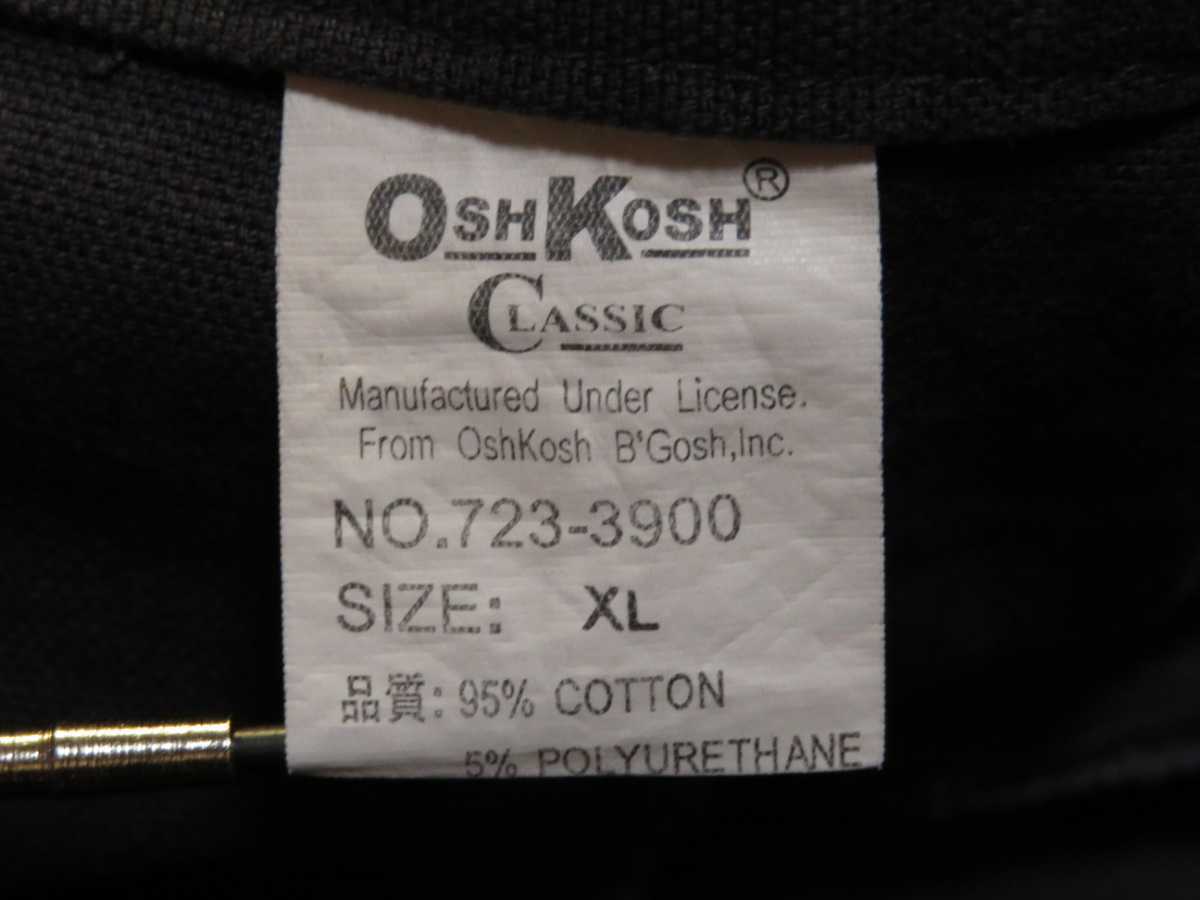 OSHKOSH®
CLASSIC
Manufactured Under License.
From OshKosh B'Gosh,Inc.
NO.723-3900
SIZE: XL
品質: 95% COTTON
5% POLYURETHANE